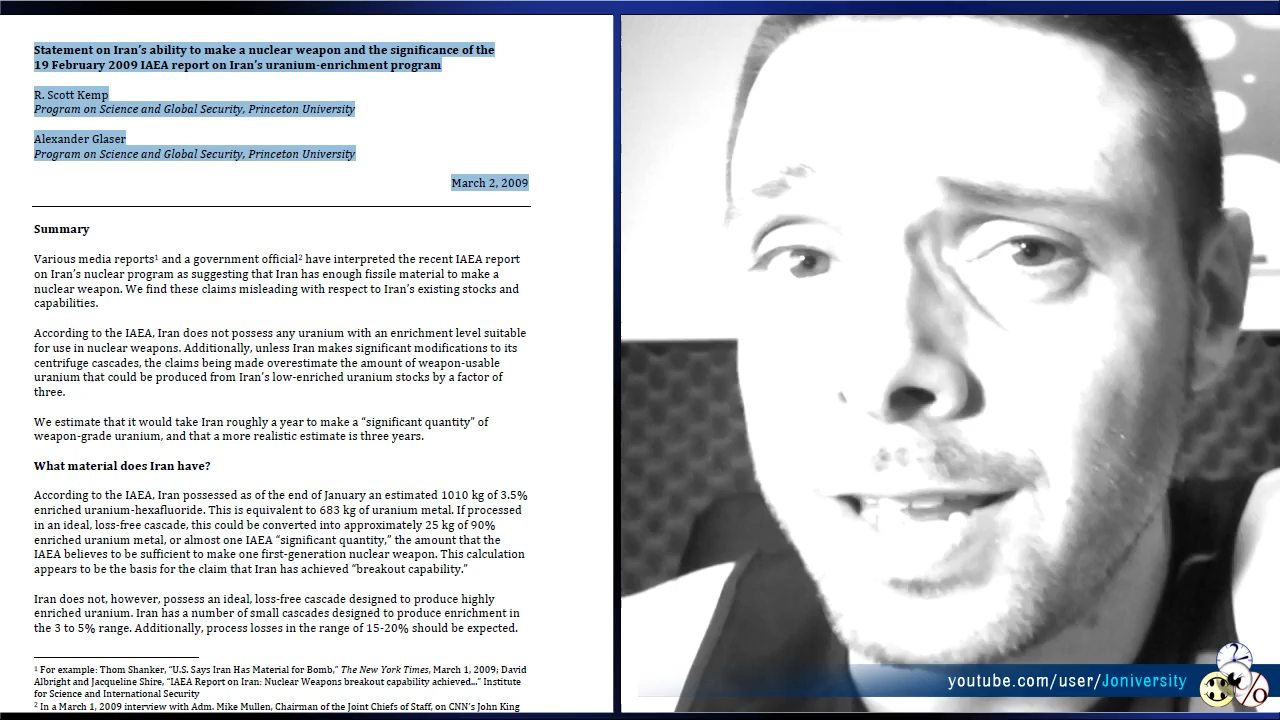 Statement on Iran's ability to make a nuclear weapon and the significance of the
19 February 2009 IAEA report on Iran's uranium-enrichment program
R. Scott Kemp
Program on Science and Global Security, Princeton University
Alexander Glaser
Program on Science and Global Security, Princeton University
March 2, 2009
Summary
Various media reports¹ and a government official² have interpreted the recent IAEA report
on Iran's nuclear program as suggesting that Iran has enough fissile material to make a
nuclear weapon. We find these claims misleading with respect to Iran's existing stocks and
capabilities.
According to the IAEA, Iran does not possess any uranium with an enrichment level suitable
for use in nuclear weapons. Additionally, unless Iran makes significant modifications to its
centrifuge cascades, the claims being made overestimate the amount of weapon-usable
uranium that could be produced from Iran's low-enriched uranium stocks by a factor of
three.
We estimate that it would take Iran roughly a year to make a “significant quantity” of
weapon-grade uranium, and that a more realistic estimate is three years.
What material does Iran have?
According to the IAEA, Iran possessed as of the end of January an estimated 1010 kg of 3.5%
enriched uranium-hexafluoride. This is equivalent to 683 kg of uranium metal. If processed
in an ideal, loss-free cascade, this could be converted into approximately 25 kg of 90%
enriched uranium metal, or almost one IAEA “significant quantity,” the amount that the
IAEA believes to be sufficient to make one first-generation nuclear weapon. This calculation
appears to be the basis for the claim that Iran has achieved “breakout capability.”
Iran does not, however, possess an ideal, loss-free cascade designed to produce highly
enriched uranium. Iran has a number of small cascades designed to produce enrichment in
the 3 to 5% range. Additionally, process losses in the range of 15-20% should be expected.
¹ For example: Thom Shanker, “U.S. Says Iran Has Material for Bomb,” The New York Times, March 1, 2009; David
Albright and Jacqueline Shire, “IAEA Report on Iran: Nuclear Weapons breakout capability achieved...” Institute
for Science and International Security
² In a March 1, 2009 interview with Adm. Mike Mullen, Chairman of the Joint Chiefs of Staff, on CNN's John King
youtube.com/user/Joniversity
2
%